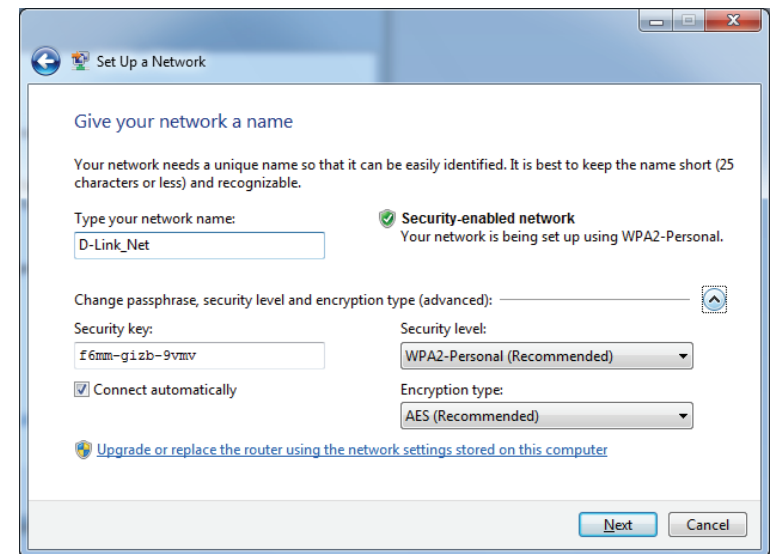 Set Up a Network
Give your network a name
Your network needs a unique name so that it can be easily identified. It is best to keep the name short (25
characters or less) and recognizable.
Type your network name:
D-Link_Net
Security-enabled network
Your network is being set up using WPA2-Personal.
Change passphrase, security level and encryption type (advanced):
Security key:
f6mm-gizb-9vmv
Security level:
WPA2-Personal (Recommended)
Connect automatically
Encryption type:
AES (Recommended)
Upgrade or replace the router using the network settings stored on this computer
Next
Cancel